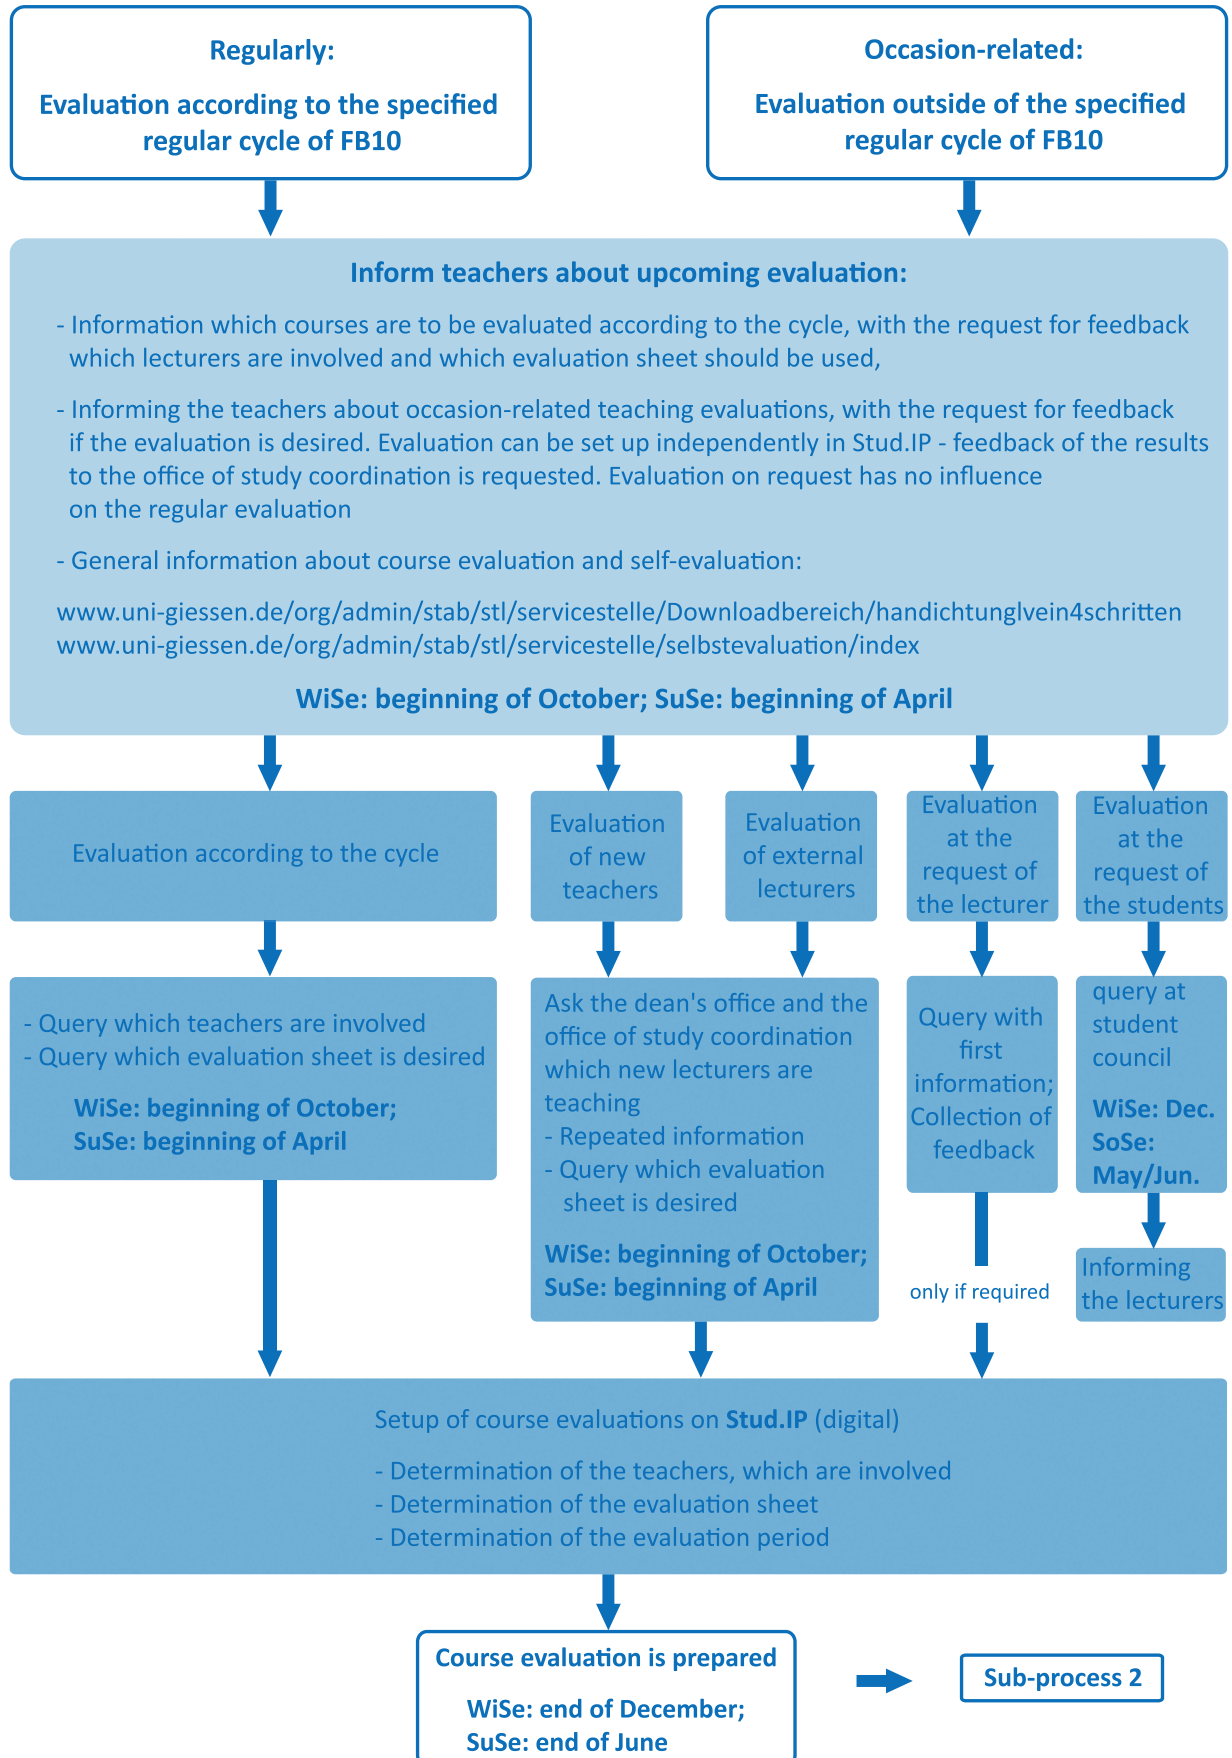 Regularly:
Evaluation according to the specified
regular cycle of FB10
Occasion-related:
Evaluation outside of the specified
regular cycle of FB10
Inform teachers about upcoming evaluation:
- Information which courses are to be evaluated according to the cycle, with the request for feedback
which lecturers are involved and which evaluation sheet should be used,
- Informing the teachers about occasion-related teaching evaluations, with the request for feedback
if the evaluation is desired. Evaluation can be set up independently in Stud.IP - feedback of the results
to the office of study coordination is requested. Evaluation on request has no influence
on the regular evaluation
- General information about course evaluation and self-evaluation:
www.uni-giessen.de/org/admin/stab/stl/servicestelle/Downloadbereich/handichtunglvein4schritten
www.uni-giessen.de/org/admin/stab/stl/servicestelle/selbstevaluation/index
WiSe: beginning of October; SuSe: beginning of April
Evaluation according to the cycle
Evaluation
of new
teachers
Evaluation
of external
lecturers
Evaluation
at the
request of
the lecturer
Evaluation
at the
request of
the students
- Query which teachers are involved
- Query which evaluation sheet is desired
WiSe: beginning of October;
SuSe: beginning of April
Ask the dean's office and the
office of study coordination
which new lecturers are
teaching
- Repeated information
- Query which evaluation
sheet is desired
WiSe: beginning of October;
SuSe: beginning of April
Query with
first
information;
Collection of
feedback
only if required
query at
student
council
WiSe: Dec.
SoSe:
May/Jun.
Informing
the lecturers
Setup of course evaluations on Stud.IP (digital)
- Determination of the teachers, which are involved
- Determination of the evaluation sheet
- Determination of the evaluation period
Course evaluation is prepared
WiSe: end of December;
SuSe: end of June
Sub-process 2